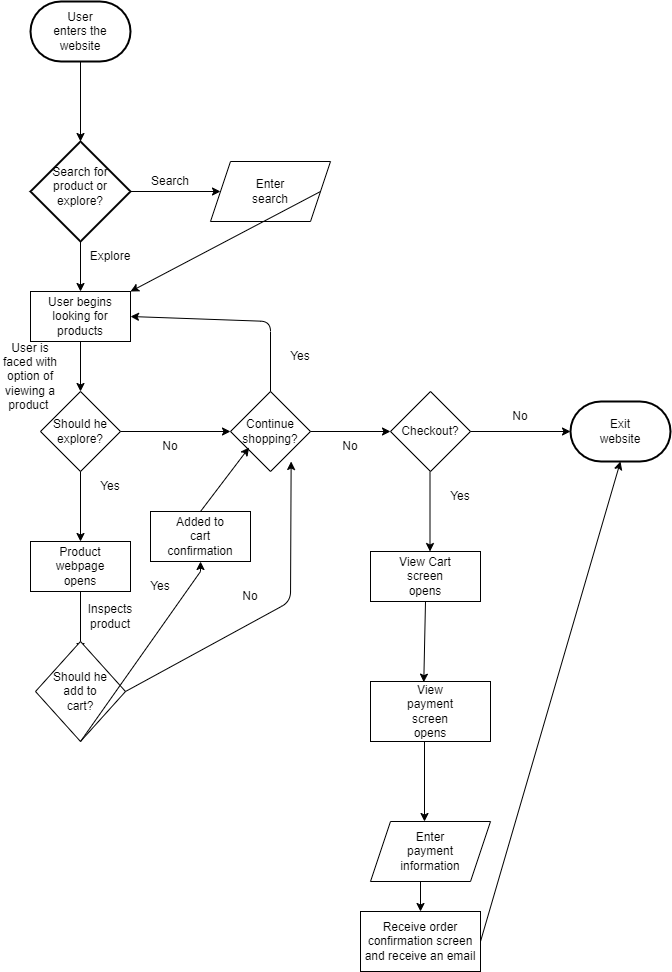 User
enters the
website
Search for
product or
explore?
Search
Enter
search
Explore
User begins
looking for
products
User is
faced with
option of
viewing a
product
Yes
Should he
explore?
No
Continue
shopping?
No
Checkout?
No
Exit
website
Yes
Yes
Added to
cart
confirmation
Product
webpage
opens
View Cart
screen
opens
Yes
No
Inspects
product
Should he
add to
cart?
View
payment
screen
opens
Enter
payment
information
Receive order
confirmation screen
and receive an email